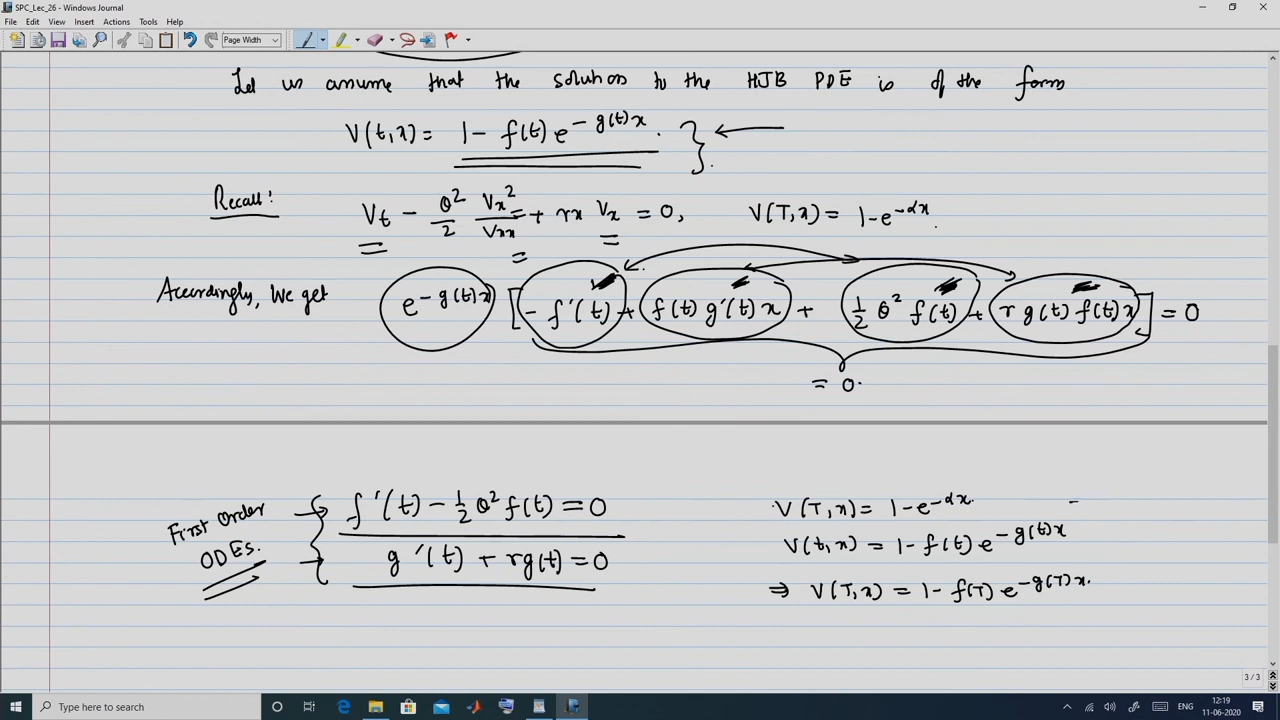 SPC_Lec_26 - Windows Journal
File Edit View Insert Actions Tools Help
Page Width
Let us assume that the solution to the HJB PDE is of the form
V(t,x) = 1 - f(t) e^{-g(t)x}.
Recall:
V_t - θ²/2 V_x²/V_xx + rx V_x = 0, V(T,x) = 1 - e^{-αx}.
Accordingly, We get e^{-g(t)x} [-f'(t) + f(t) g'(t) x + 1/2 θ² f(t) + r g(t) f(t) x] = 0
= 0.
First Order ODEs.
f'(t) - 1/2 θ² f(t) = 0
g'(t) + rg(t) = 0
V(T,x) = 1 - e^{-αx}.
V(t,x) = 1 - f(t) e^{-g(t)x}
⇒ V(T,x) = 1 - f(T) e^{-g(T)x}.
3 / 3
Type here to search
ENG
12:19
11-06-2020